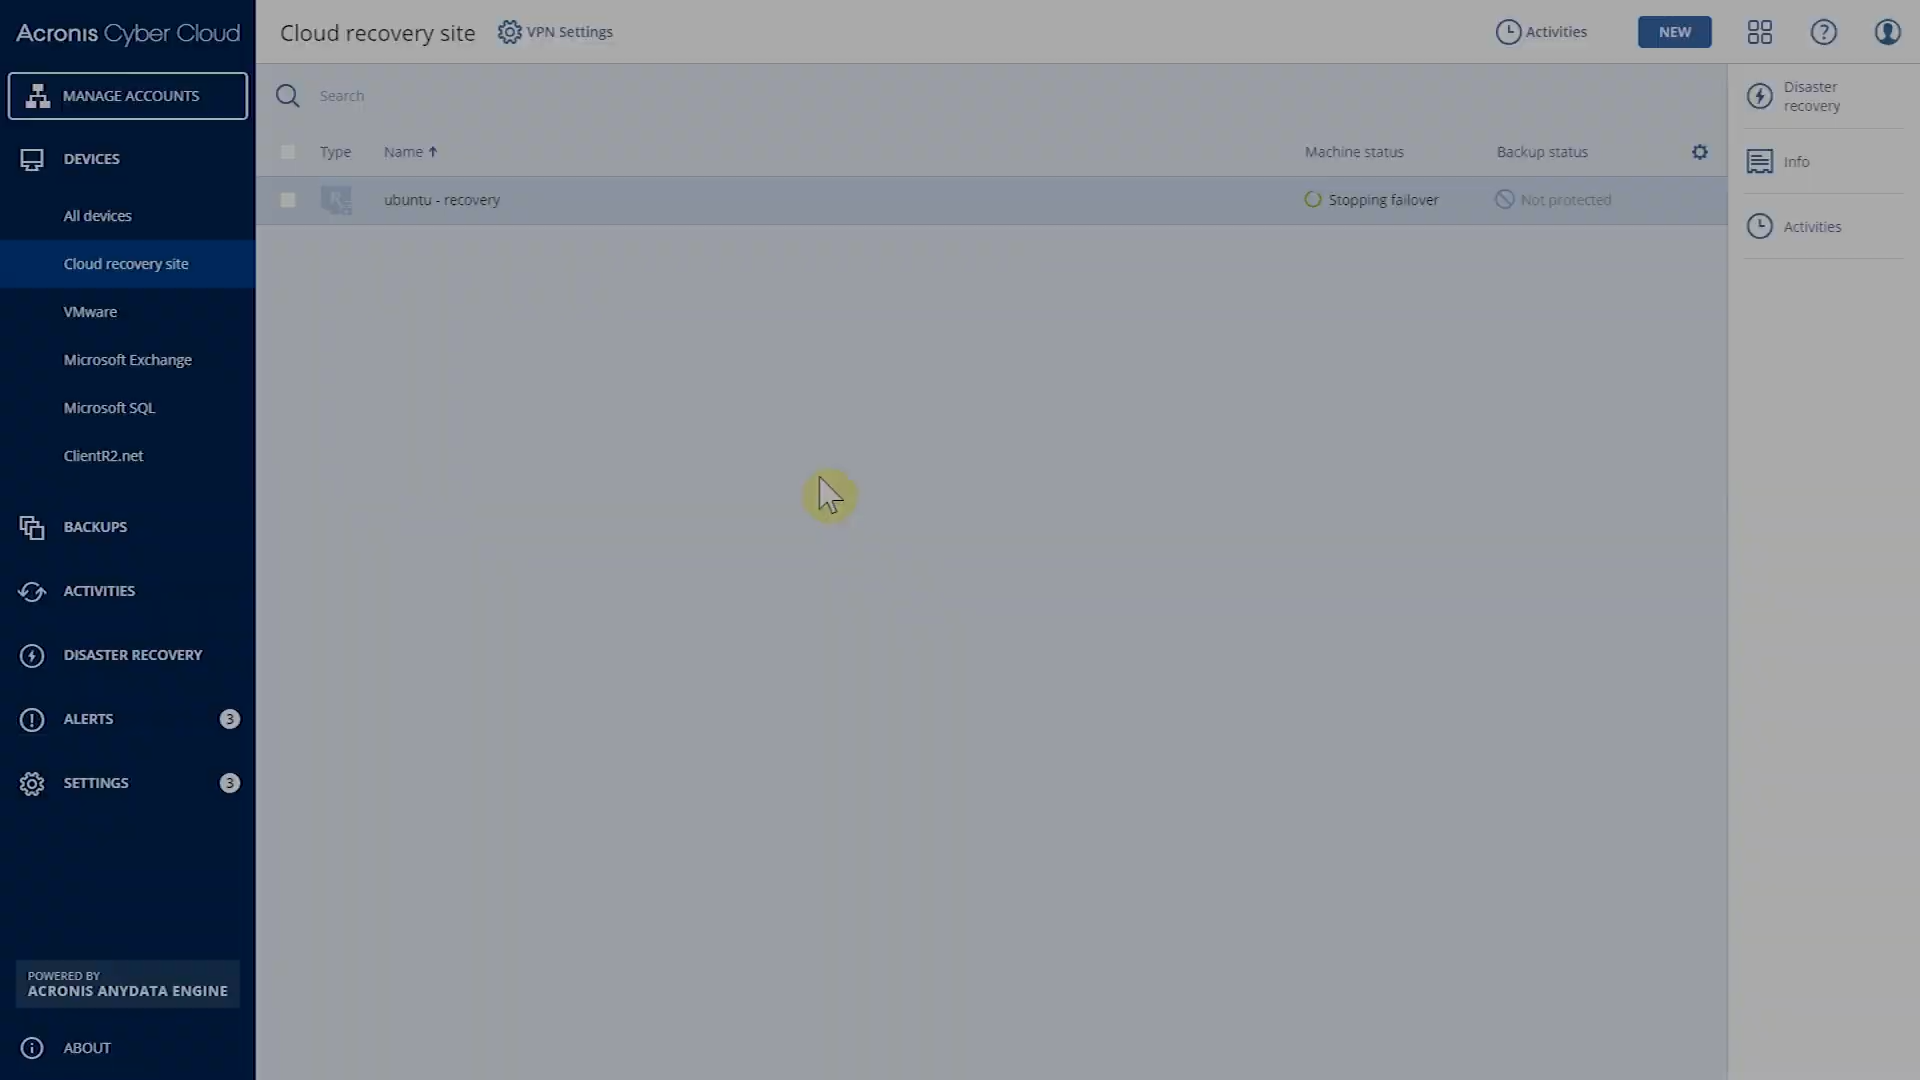 Acronis Cyber Cloud
Cloud recovery site
VPN Settings
Activities
NEW
MANAGE ACCOUNTS
DEVICES
All devices
Cloud recovery site
VMware
Microsoft Exchange
Microsoft SQL
ClientR2.net
BACKUPS
ACTIVITIES
DISASTER RECOVERY
ALERTS 3
SETTINGS 3
POWERED BY
ACRONIS ANYDATA ENGINE
ABOUT
Search
Type Name Machine status Backup status
ubuntu - recovery Stopping failover Not protected
Disaster
recovery
Info
Activities